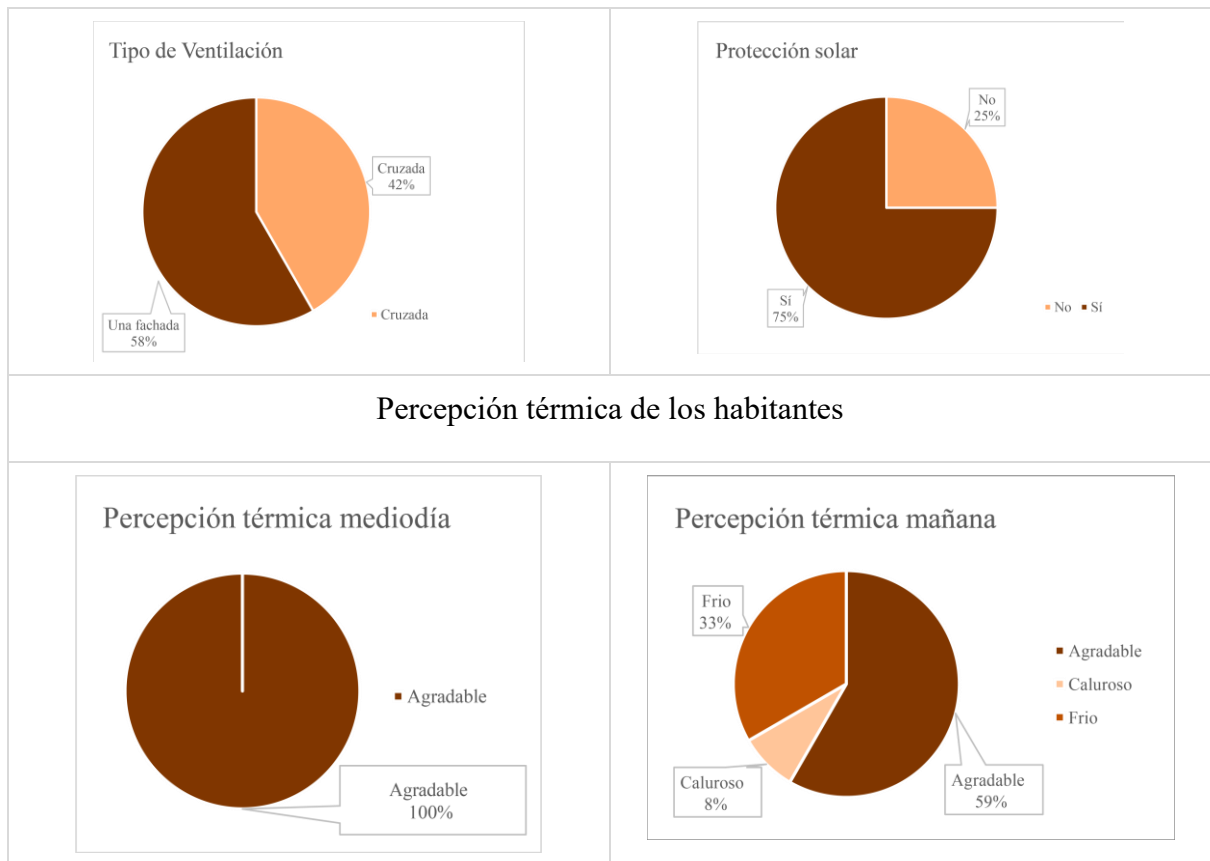 Tipo de Ventilación
Cruzada
42%
Una fachada
58%
Cruzada
Protección solar
No
25%
Sí
75%
No Sí
Percepción térmica de los habitantes
Percepción térmica mediodía
Agradable
Agradable
100%
Percepción térmica mañana
Frio
33%
Agradable
Caluroso
Frio
Caluroso
8%
Agradable
59%